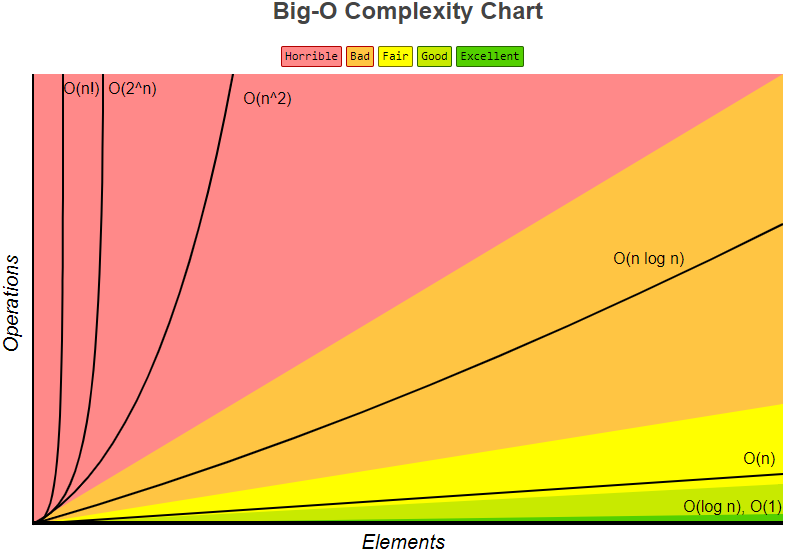 Big-O Complexity Chart
Horrible Bad Fair Good Excellent
O(n!) O(2^n)
O(n^2)
O(n log n)
O(n)
O(log n), O(1)
Operations
Elements